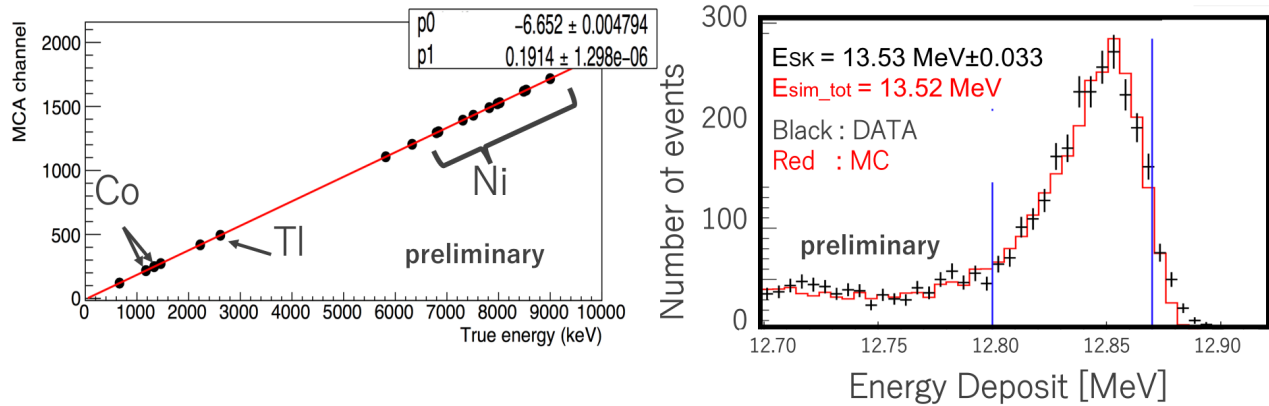 p0 -6.652 ± 0.004794
p1 0.1914 ± 1.298e-06
MCA channel
2000
1500
1000
500
0
Co
Tl
Ni
preliminary
0 1000 2000 3000 4000 5000 6000 7000 8000 9000 10000
True energy (keV)
Number of events
300
200
100
0
ESK = 13.53 MeV±0.033
Esim_tot = 13.52 MeV
Black : DATA
Red : MC
preliminary
12.70 12.75 12.80 12.85 12.90
Energy Deposit [MeV]